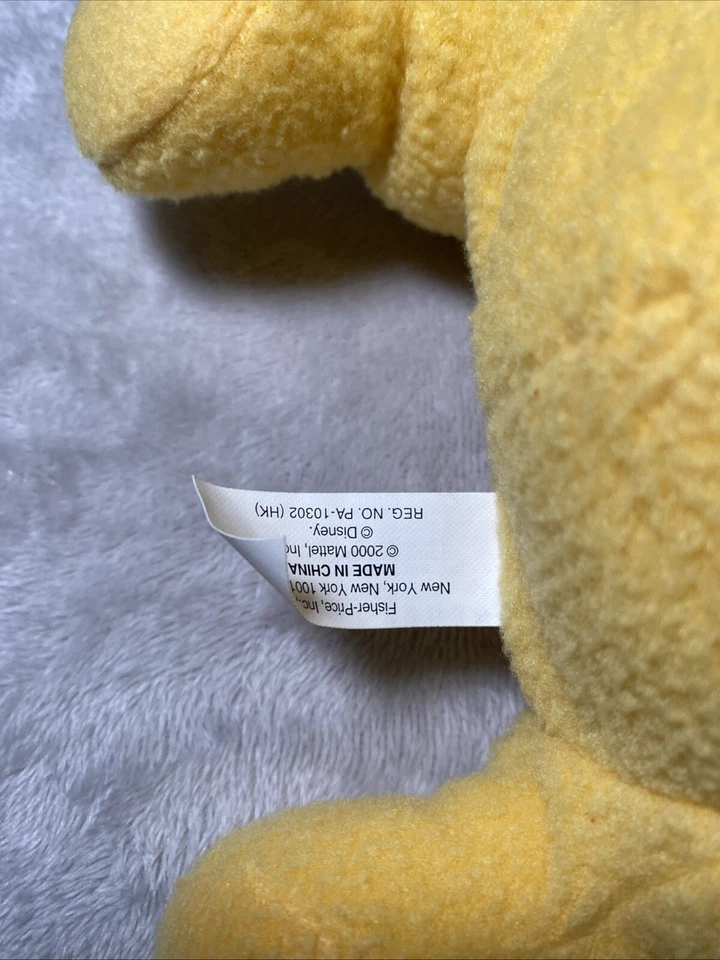 Fisher-Price, Inc.,
New York, New York 1001
MADE IN CHINA
©2000 Mattel, Inc
© Disney.
REG. NO. PA-10302 (HK)